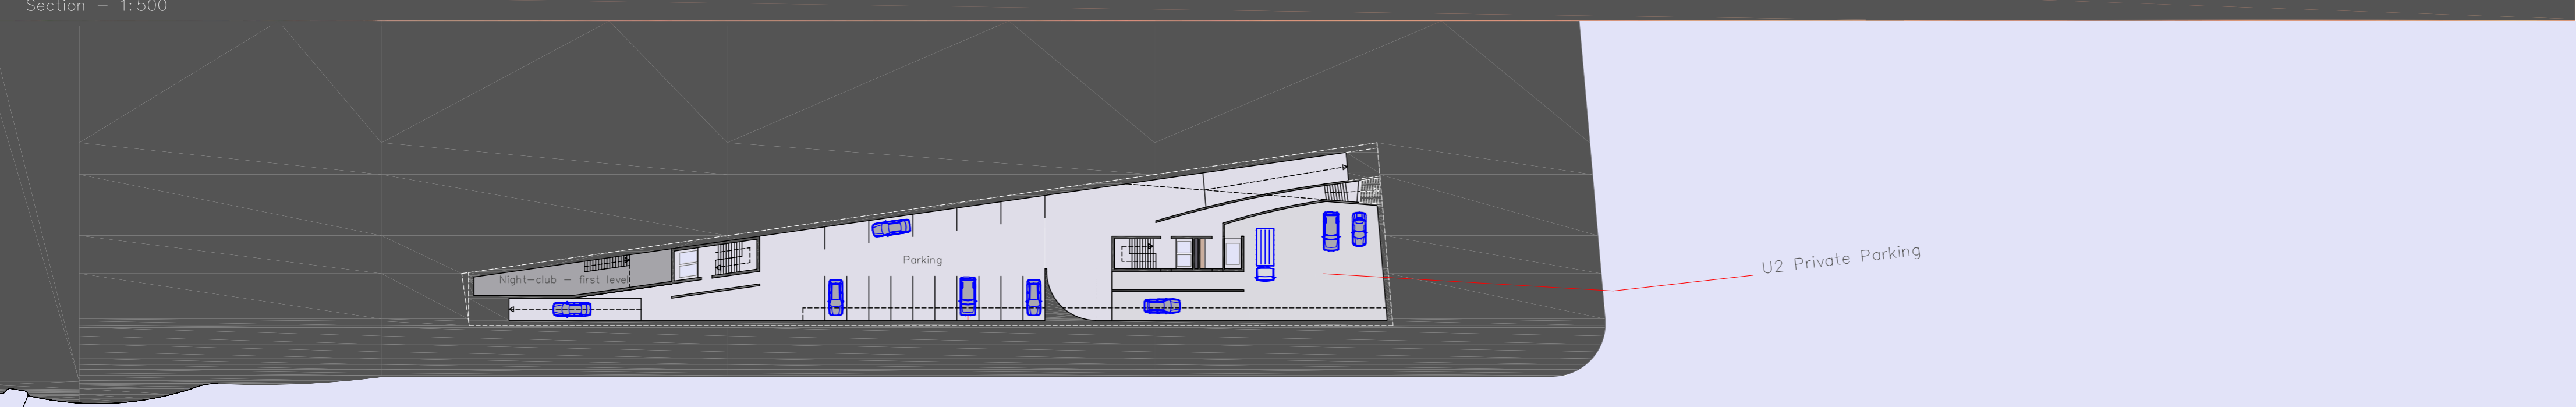 Section - 1:500
Parking
Night-club - first level
U2 Private Parking